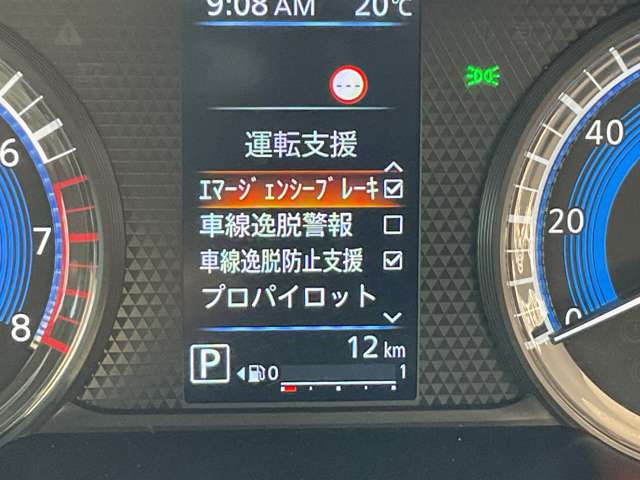 9:08 AM 20℃
---
運転支援
ｴﾏｰｼﾞｪﾝｼｰﾌﾞﾚｰｷ
車線逸脱警報
車線逸脱防止支援
プロパイロット
12 km
P 0 1
6
7
8
40
20
0